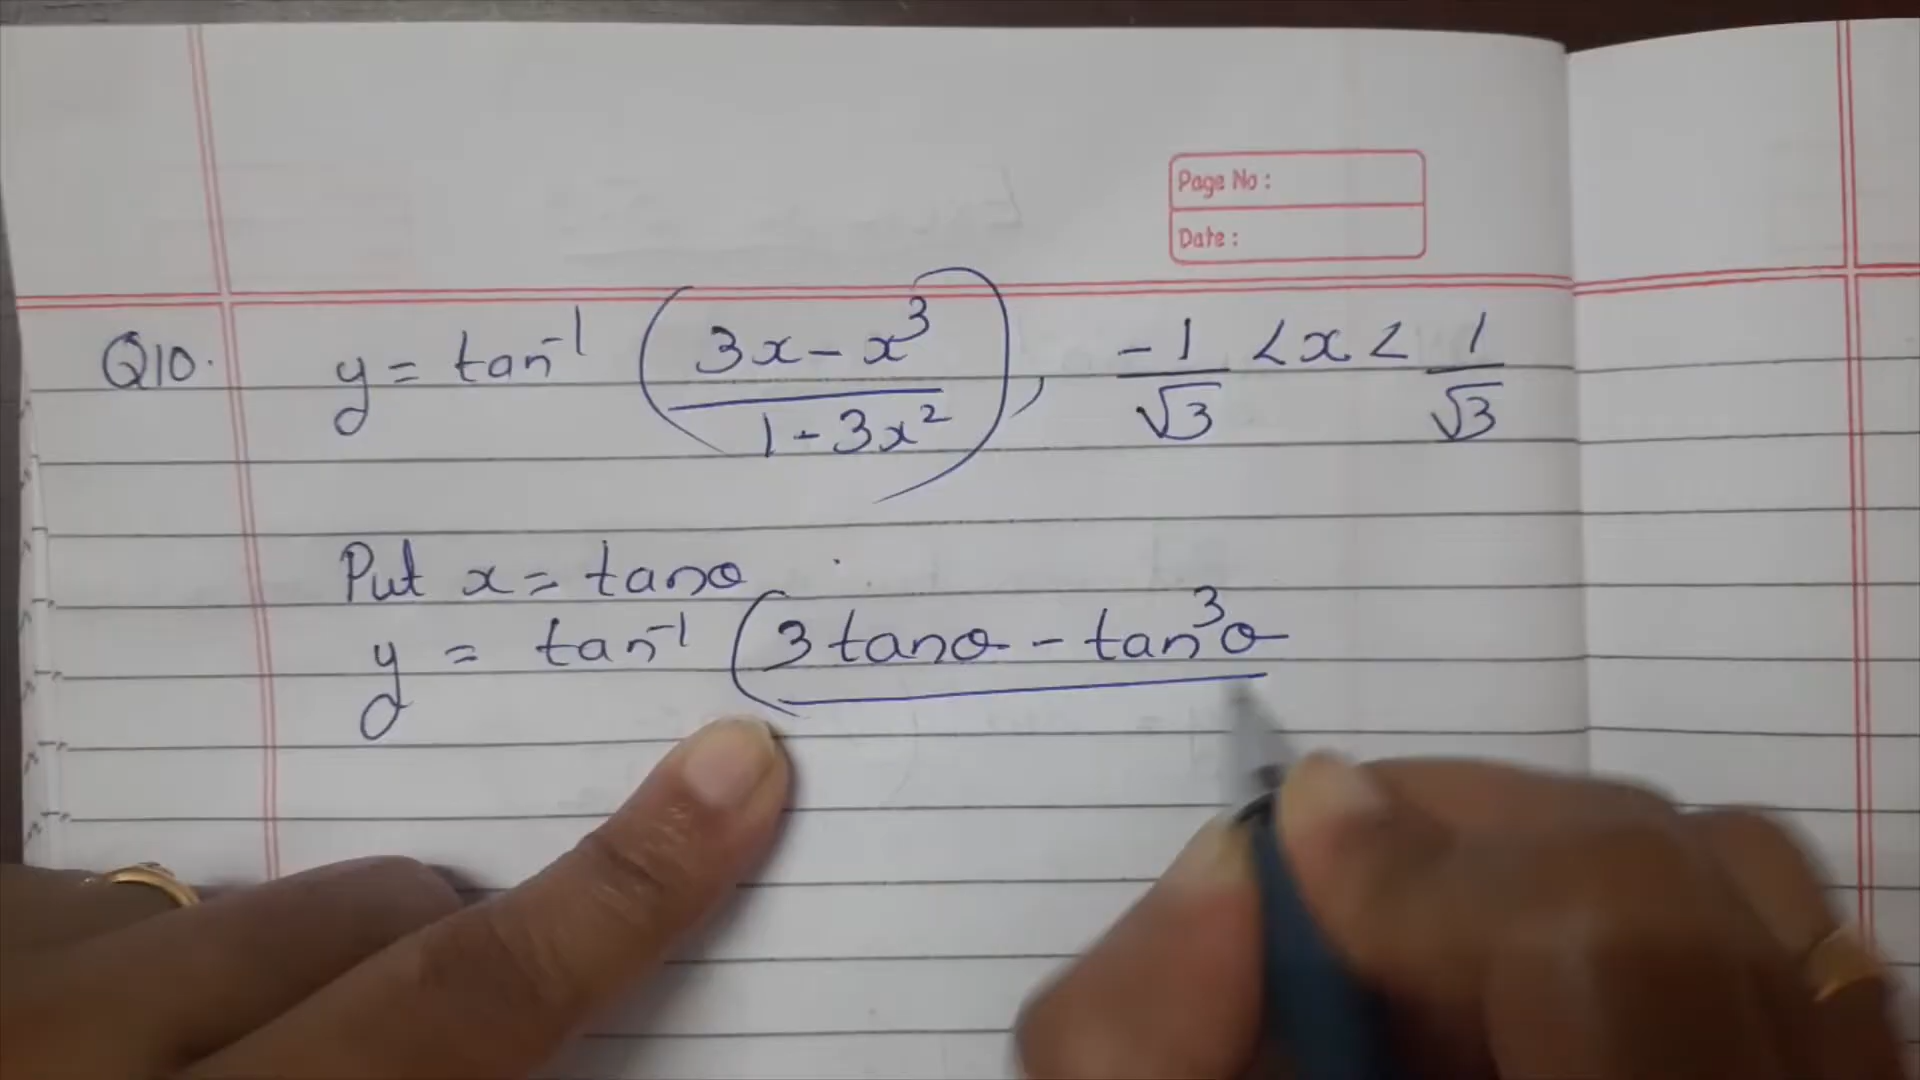 Page No :
Date :
Q10. y = tan⁻¹ (3x - x³ / 1 - 3x²), -1/√3 < x < 1/√3
Put x = tanθ
y = tan⁻¹ (3 tanθ - tan³θ